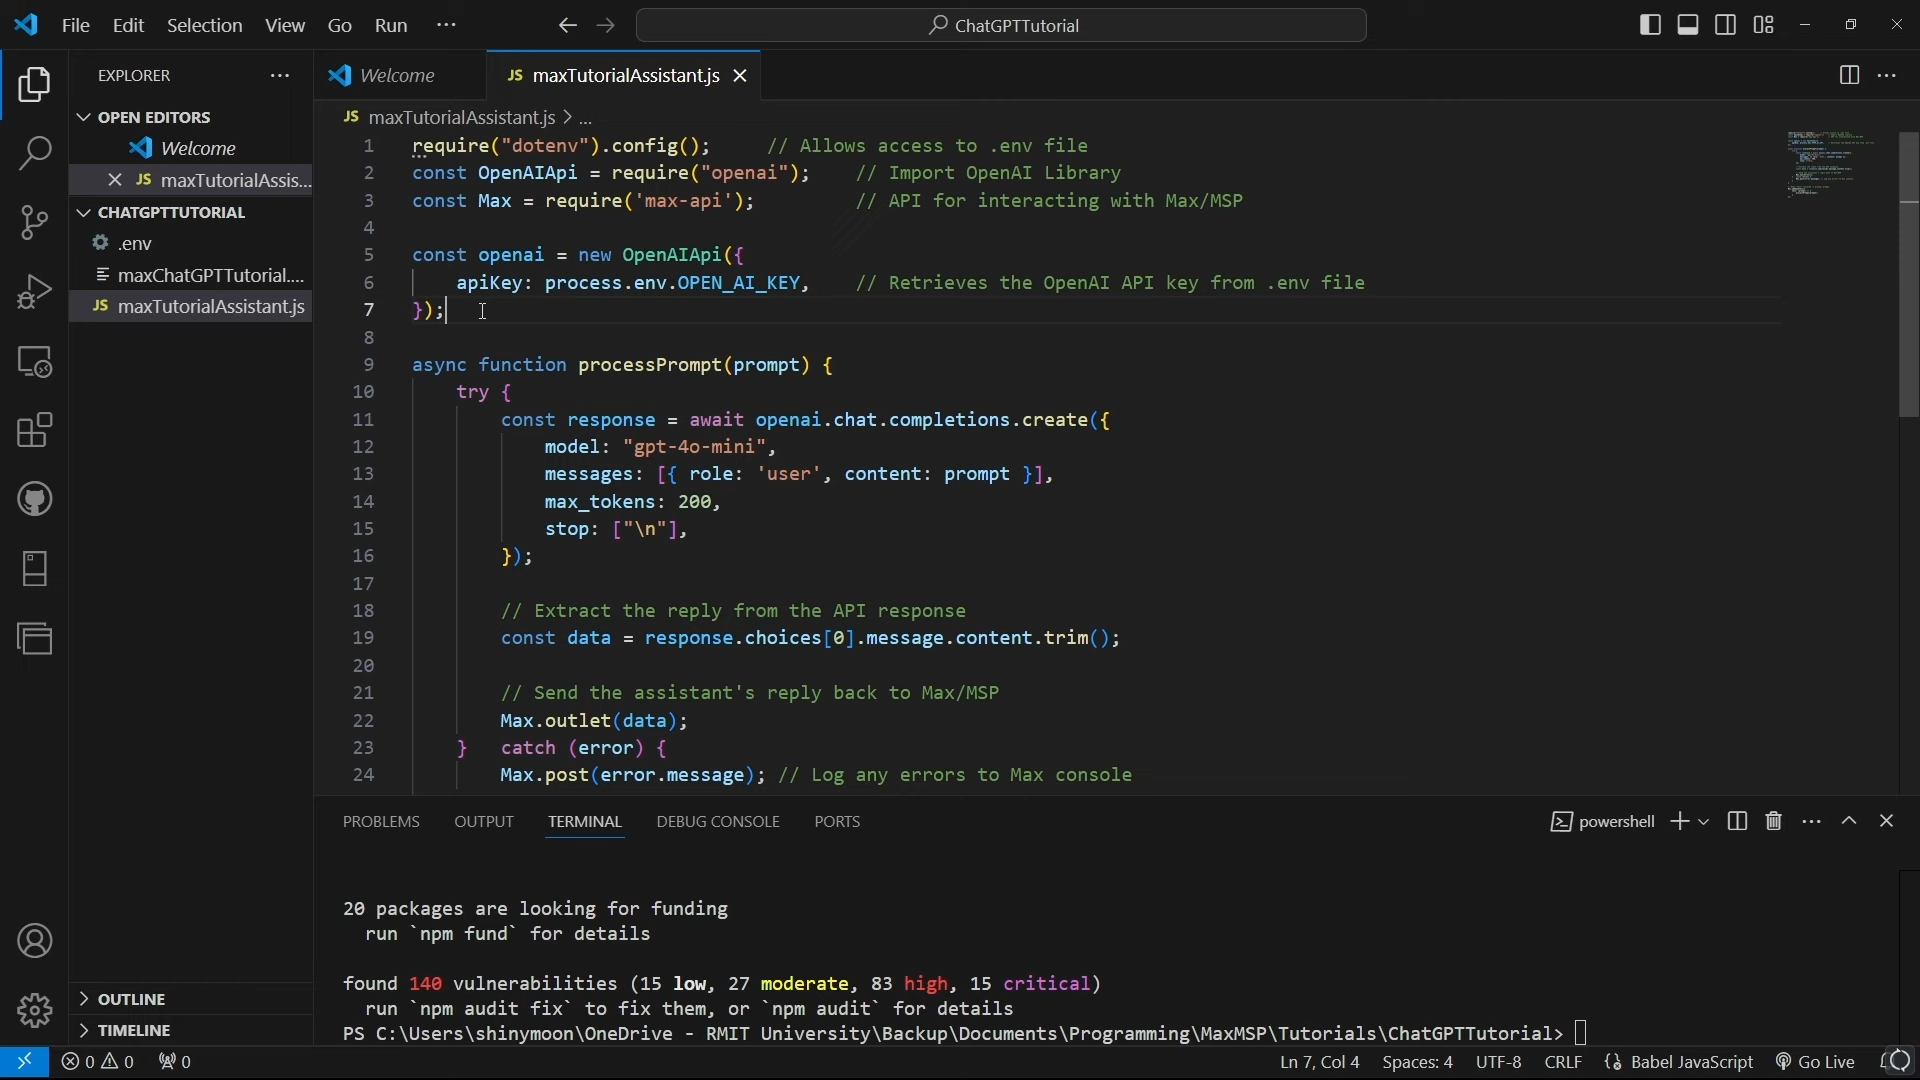 File Edit Selection View Go Run ···
ChatGPTTutorial
EXPLORER ···
OPEN EDITORS
Welcome
JS maxTutorialAssis...
CHATGPTTUTORIAL
.env
maxChatGPTTutorial....
JS maxTutorialAssistant.js
OUTLINE
TIMELINE
Welcome
JS maxTutorialAssistant.js
JS maxTutorialAssistant.js > ...
1 require("dotenv").config(); // Allows access to .env file
2 const OpenAIApi = require("openai"); // Import OpenAI Library
3 const Max = require('max-api'); // API for interacting with Max/MSP
4
5 const openai = new OpenAIApi({
6 apiKey: process.env.OPEN_AI_KEY, // Retrieves the OpenAI API key from .env file
7 });
8
9 async function processPrompt(prompt) {
10 try {
11 const response = await openai.chat.completions.create({
12 model: "gpt-4o-mini",
13 messages: [{ role: 'user', content: prompt }],
14 max_tokens: 200,
15 stop: ["\n"],
16 });
17
18 // Extract the reply from the API response
19 const data = response.choices[0].message.content.trim();
20
21 // Send the assistant's reply back to Max/MSP
22 Max.outlet(data);
23 } catch (error) {
24 Max.post(error.message); // Log any errors to Max console
PROBLEMS OUTPUT TERMINAL DEBUG CONSOLE PORTS
powershell
20 packages are looking for funding
run `npm fund` for details
found 140 vulnerabilities (15 low, 27 moderate, 83 high, 15 critical)
run `npm audit fix` to fix them, or `npm audit` for details
PS C:\Users\shinymoon\OneDrive - RMIT University\Backup\Documents\Programming\MaxMSP\Tutorials\ChatGPTTutorial>
0 0 0 Ln 7, Col 4 Spaces: 4 UTF-8 CRLF {} Babel JavaScript Go Live